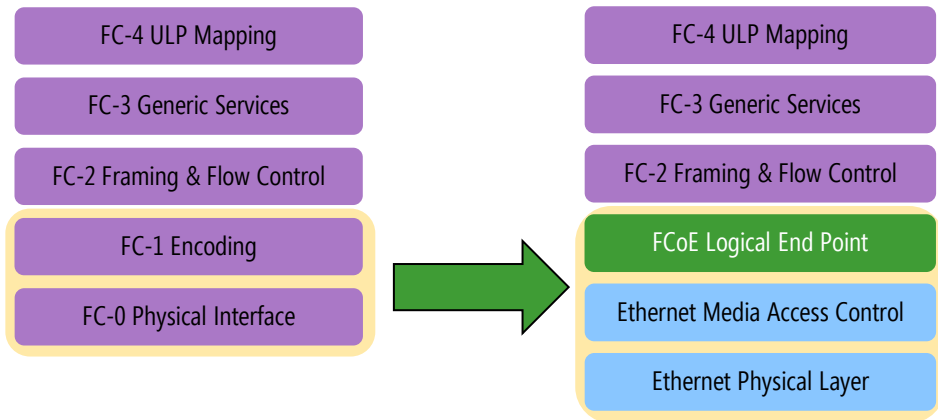 FC-4 ULP Mapping
FC-3 Generic Services
FC-2 Framing & Flow Control
FC-1 Encoding
FC-0 Physical Interface
FC-4 ULP Mapping
FC-3 Generic Services
FC-2 Framing & Flow Control
FCoE Logical End Point
Ethernet Media Access Control
Ethernet Physical Layer